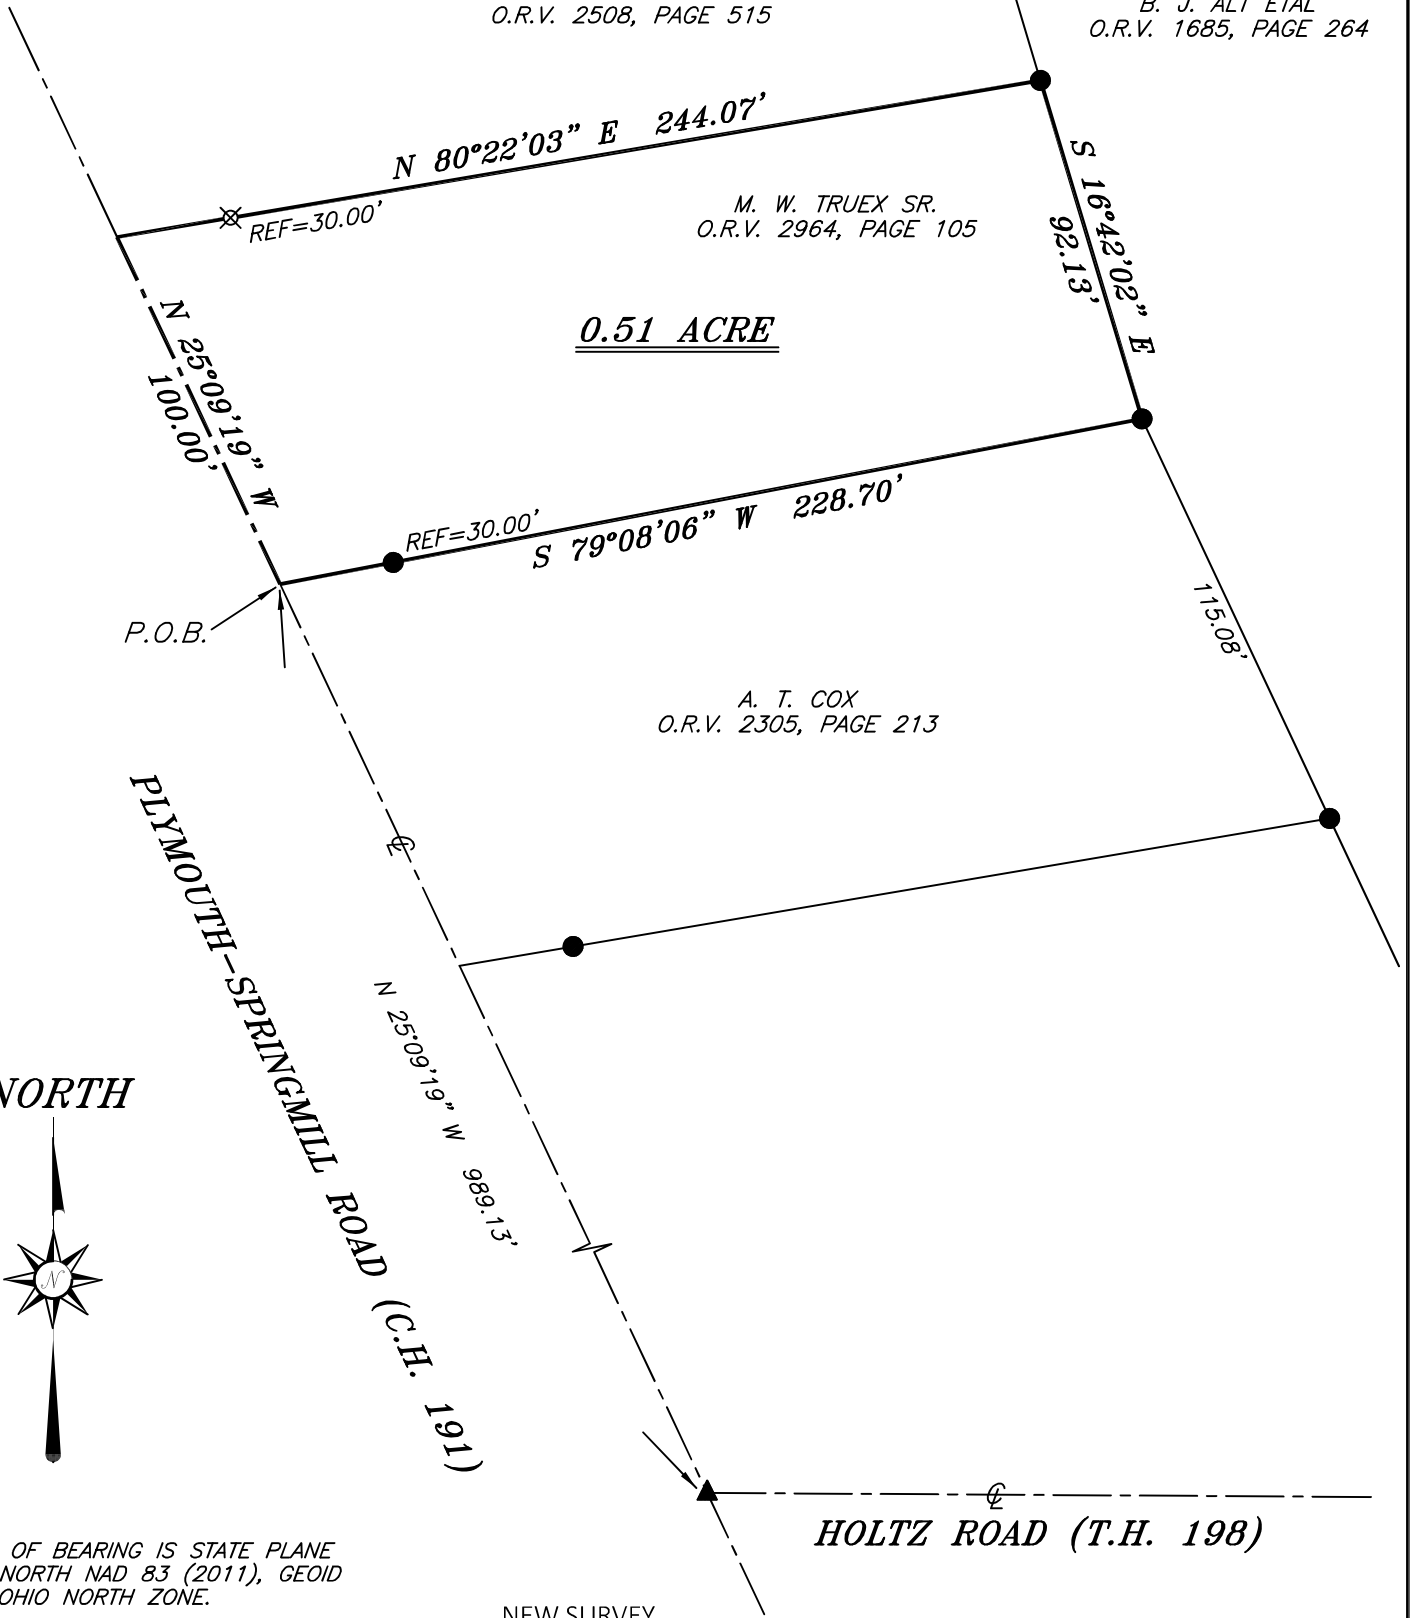 O.R.V. 2508, PAGE 515
B. J. ALT ETAL
O.R.V. 1685, PAGE 264
N 80°22'03" E 244.07'
REF=30.00'
M. W. TRUEX SR.
O.R.V. 2964, PAGE 105
S 16°42'02" E
92.13'
0.51 ACRE
N 25°09'19" W
100.00'
REF=30.00'
S 79°08'06" W 228.70'
P.O.B.
115.08'
A. T. COX
O.R.V. 2305, PAGE 213
℄
PLYMOUTH-SPRINGMILL ROAD (C.H. 191)
N 25°09'19" W 989.13'
NORTH
N
℄
HOLTZ ROAD (T.H. 198)
OF BEARING IS STATE PLANE
NORTH NAD 83 (2011), GEOID
OHIO NORTH ZONE.
NEW SURVEY